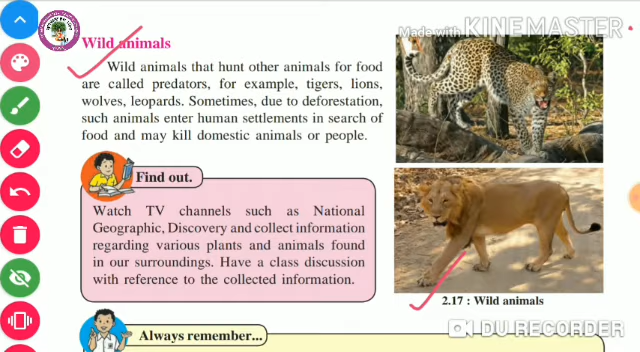 Made with KINEMASTER
Wild animals
Wild animals that hunt other animals for food
are called predators, for example, tigers, lions,
wolves, leopards. Sometimes, due to deforestation,
such animals enter human settlements in search of
food and may kill domestic animals or people.
Find out.
Watch TV channels such as National
Geographic, Discovery and collect information
regarding various plants and animals found
in our surroundings. Have a class discussion
with reference to the collected information.
2.17 : Wild animals
DU RECORDER
Always remember...